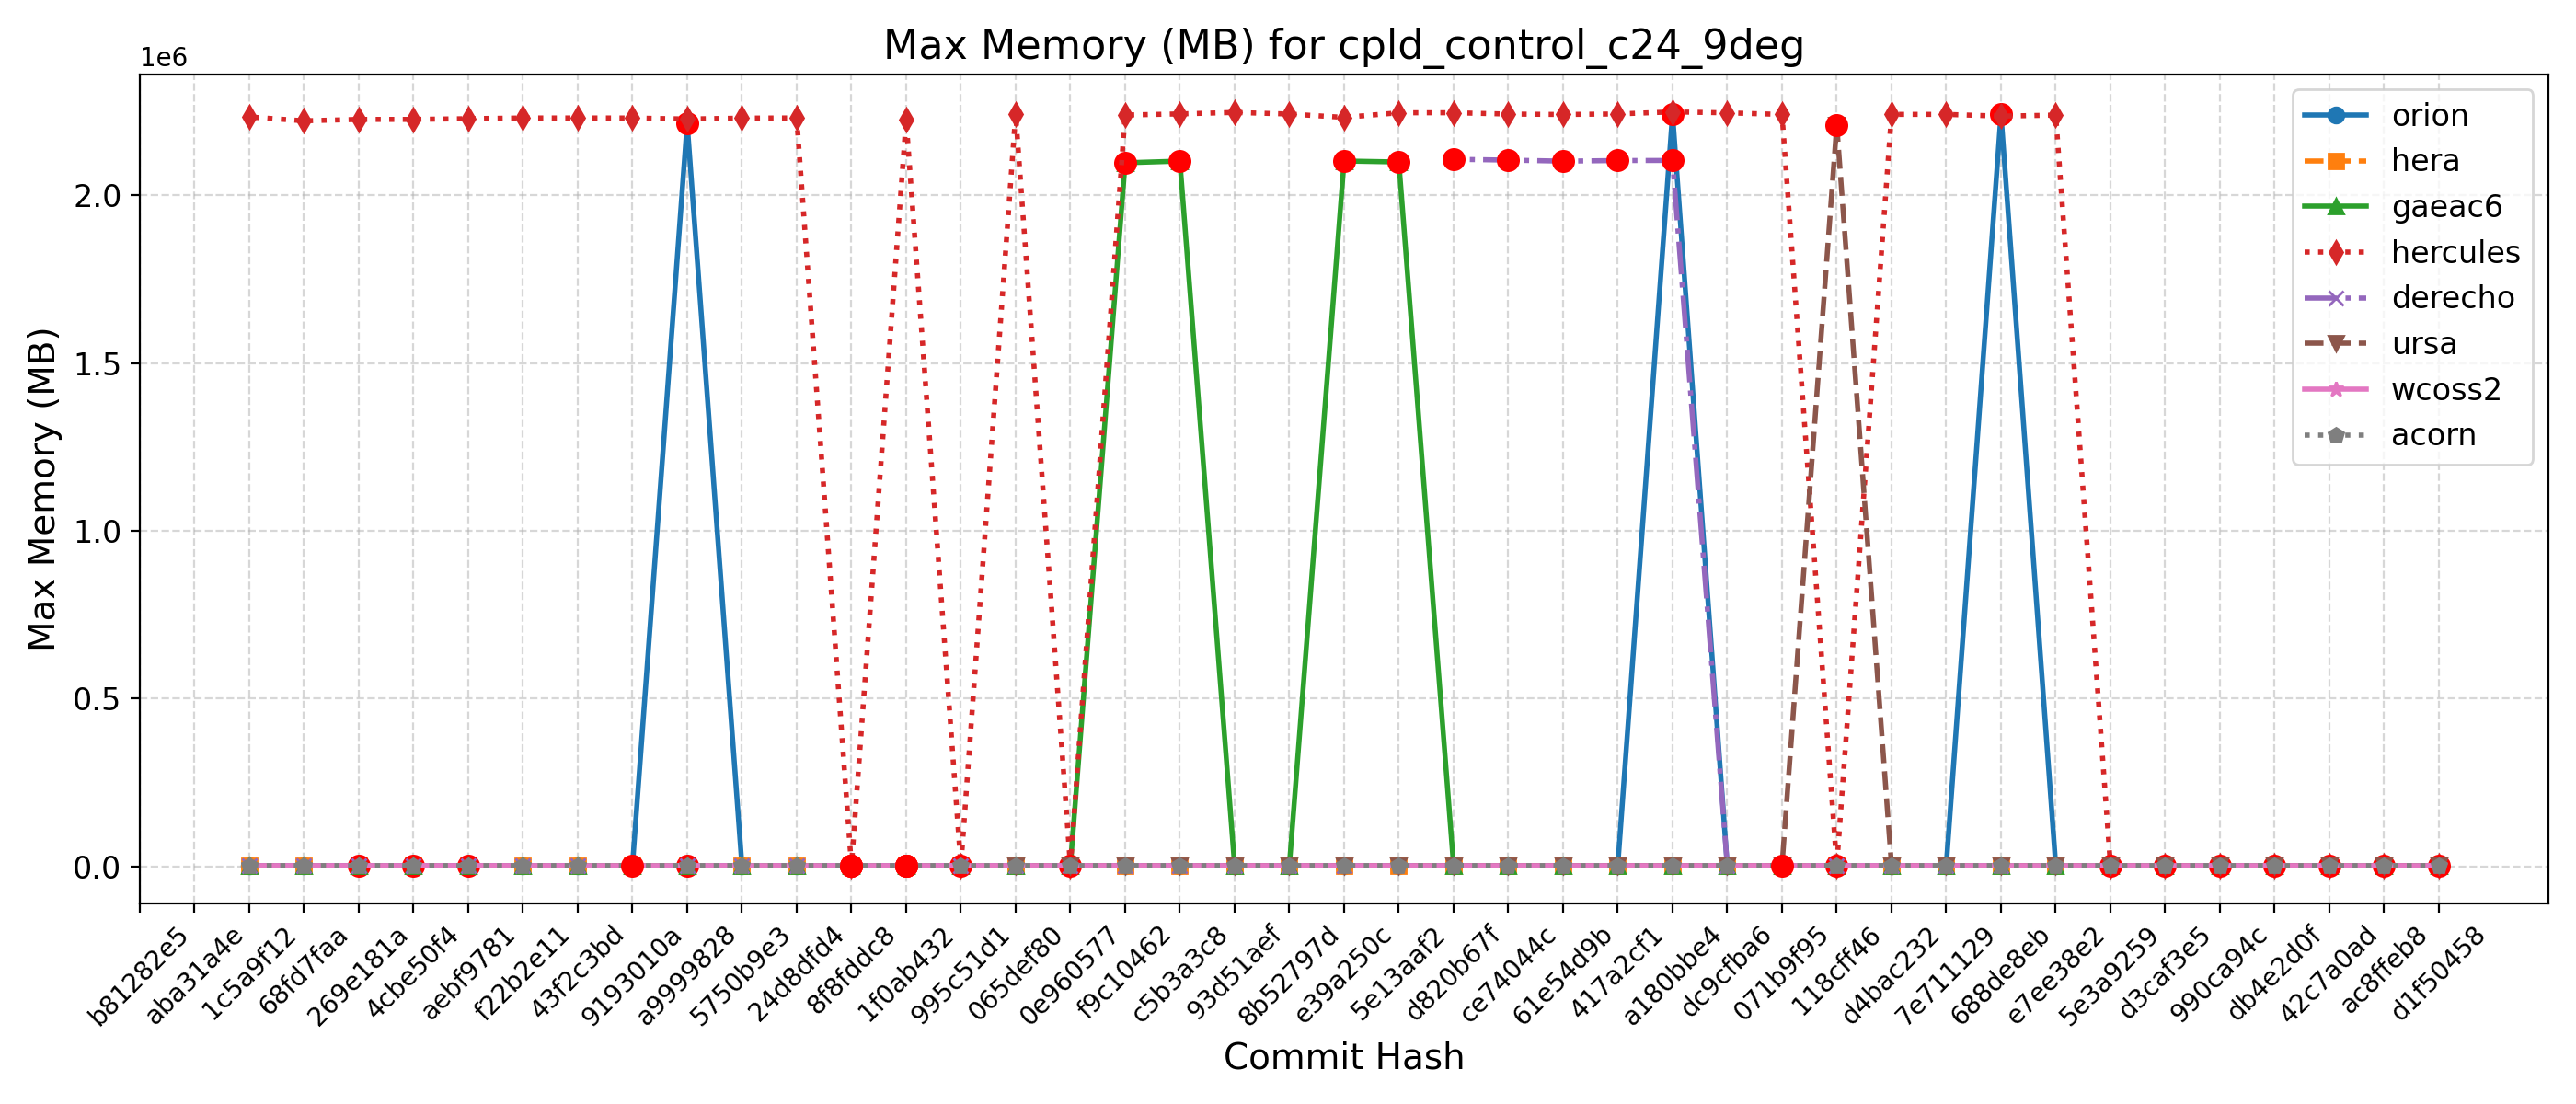 Max Memory (MB) for cpld_control_c24_9deg
1e6
2.0
1.5
1.0
0.5
0.0
Max Memory (MB)
orion
hera
gaeac6
hercules
derecho
ursa
wcoss2
acorn
b81282e5
aba31a4e
1c5a9f12
68fd7faa
269e181a
4cbe50f4
aebf9781
f22b2e11
43f2c3bd
9193010a
a9999828
5750b9e3
24d8dfd4
8f8fddc8
1f0ab432
995c51d1
065def80
0e960577
f9c10462
c5b3a3c8
93d51aef
8b52797d
e39a250c
5e13aaf2
d820b67f
ce74044c
61e54d9b
417a2cf1
a180bbe4
dc9cfba6
071b9f95
118cff46
d4bac232
7e711129
688de8eb
e7ee38e2
5e3a9259
d3caf3e5
990ca94c
db4e2d0f
42c7a0ad
ac8ffeb8
d1f50458
Commit Hash